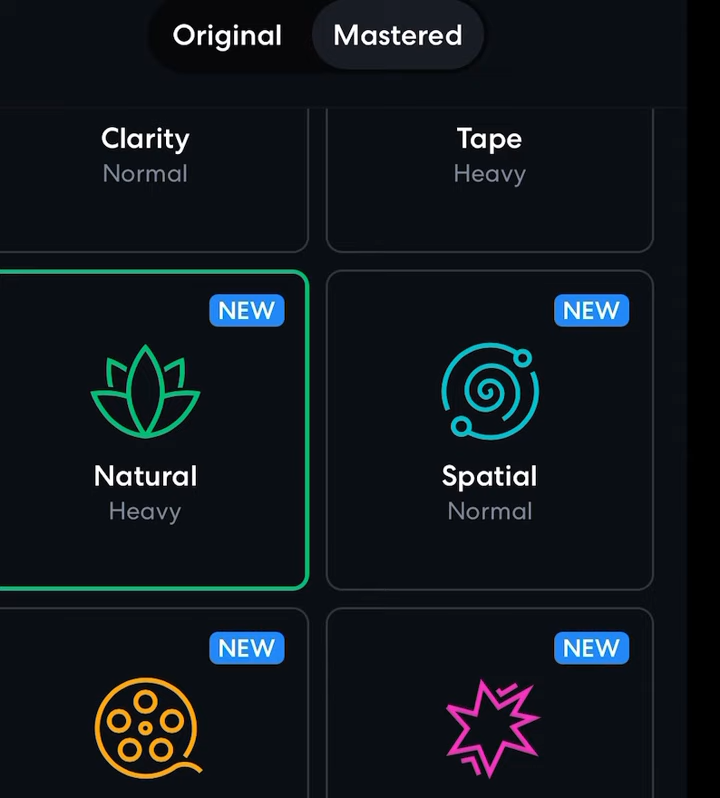 Original Mastered
Clarity Tape
Normal Heavy
NEW NEW
Natural Spatial
Heavy Normal
NEW NEW